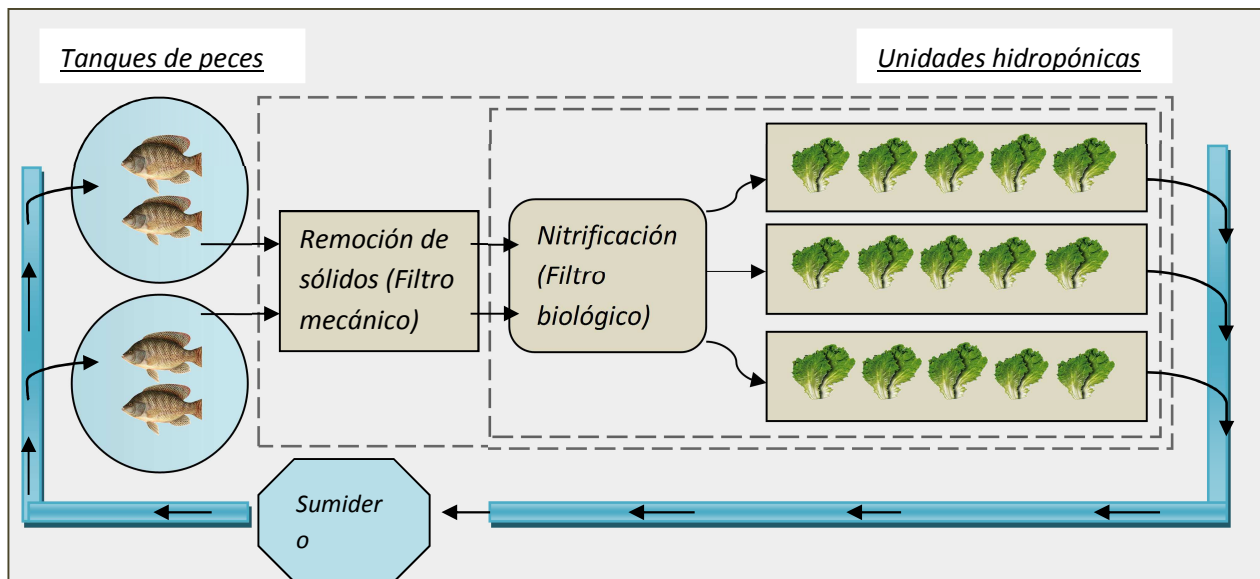 Tanques de peces
Unidades hidropónicas
Remoción de
sólidos (Filtro
mecánico)
Nitrificación
(Filtro
biológico)
Sumider
o